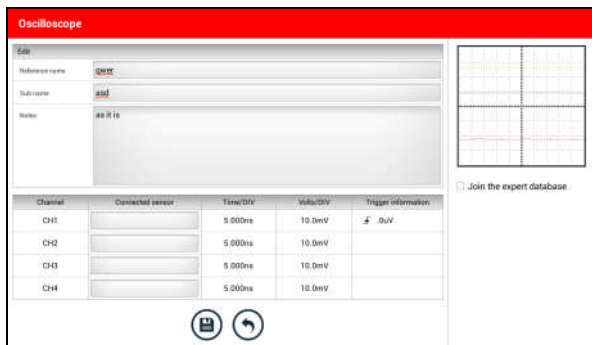 Oscilloscope
Edit
Reference name qwer
Sub name asd
Notes as it is
Join the expert database
Channel Connected sensor Time/DIV Volts/DIV Trigger information
CH1 5.000ns 10.0mV .0uV
CH2 5.000ns 10.0mV
CH3 5.000ns 10.0mV
CH4 5.000ns 10.0mV